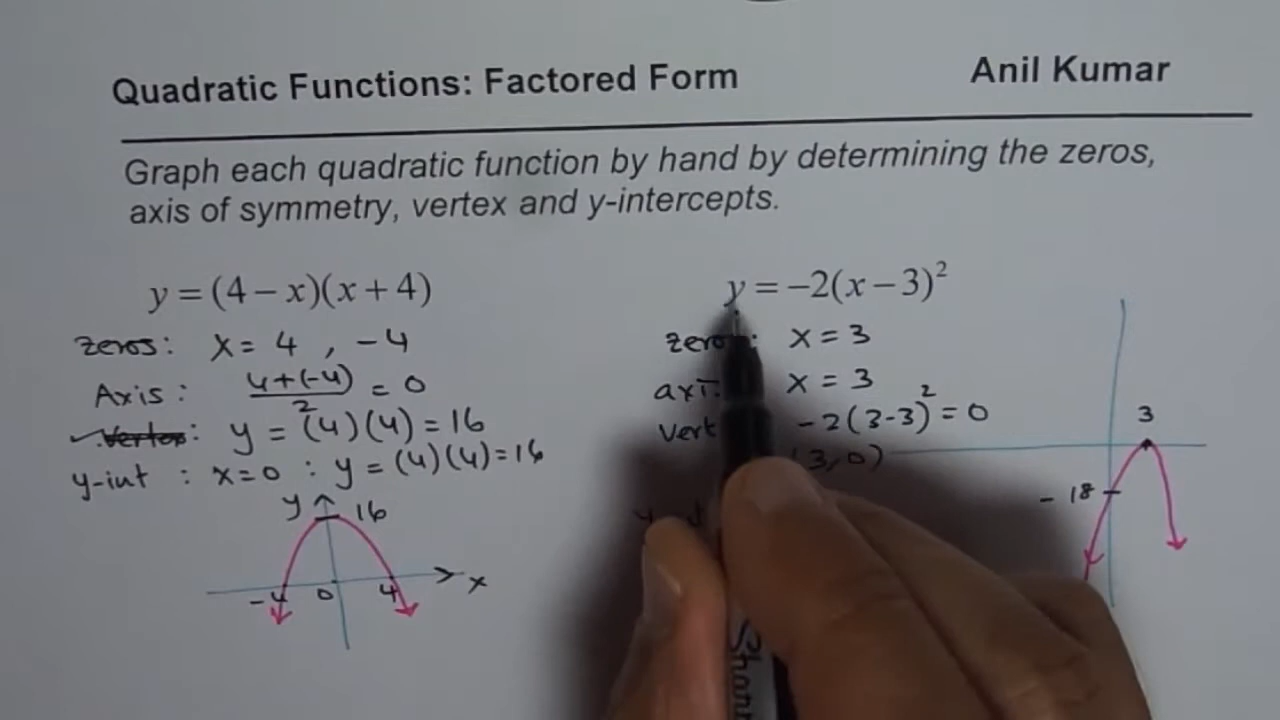 Quadratic Functions: Factored Form
Anil Kumar
Graph each quadratic function by hand by determining the zeros,
axis of symmetry, vertex and y-intercepts.
y = (4 − x)(x + 4)
zeros: x = 4 , -4
Axis: (4+(-4))/2 = 0
Vertex: y = (4)(4) = 16
y-int : x=0 : y = (4)(4) = 16
y 16
-4 0 4 x
y = −2(x − 3)²
x = 3
x = 3
-2(3-3)² = 0
(3,0)
3
-18